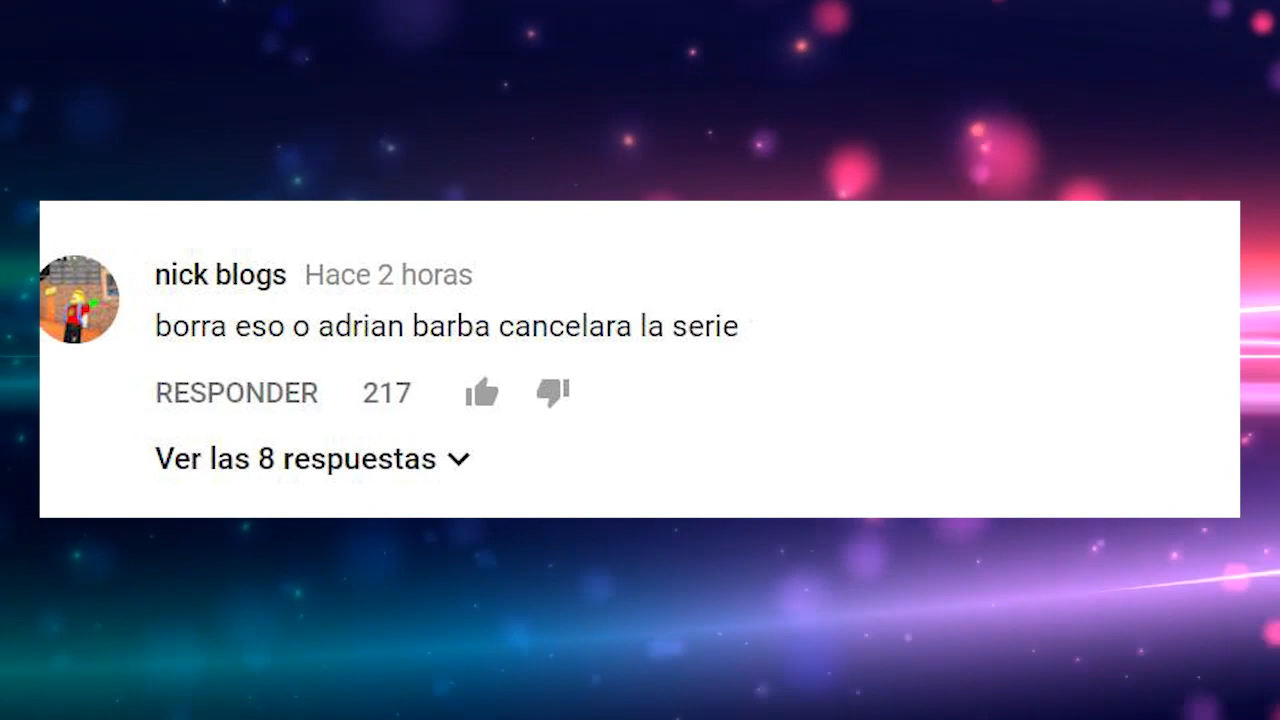 nick blogs Hace 2 horas
borra eso o adrian barba cancelara la serie
RESPONDER 217
Ver las 8 respuestas